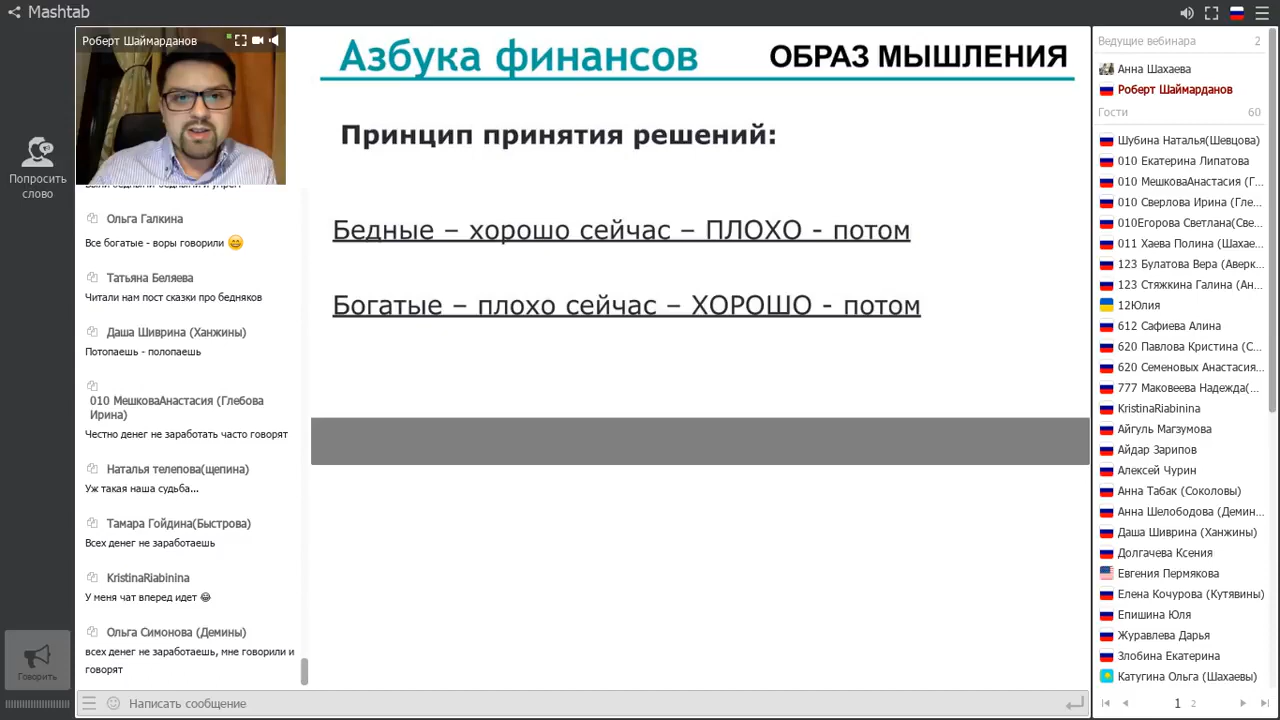 Mashtab
Роберт Шаймарданов
Попросить
слово
Говорить
Ольга Галкина
Все богатые - воры говорили 😄
Татьяна Беляева
Читали нам пост сказки про бедняков
Даша Шиврина (Ханжины)
Потопаешь - полопаешь
010 МешковаАнастасия (Глебова
Ирина)
Честно денег не заработать часто говорят
Наталья телепова(щепина)
Уж такая наша судьба...
Тамара Гойдина(Быстрова)
Всех денег не заработаешь
KristinaRiabinina
У меня чат вперед идет 😂
Ольга Симонова (Демины)
всех денег не заработаешь, мне говорили и
говорят
Написать сообщение
Азбука финансов
ОБРАЗ МЫШЛЕНИЯ
Принцип принятия решений:
Бедные – хорошо сейчас – ПЛОХО - потом
Богатые – плохо сейчас – ХОРОШО - потом
Ведущие вебинара 2
Анна Шахаева
Роберт Шаймарданов
Гости 60
Шубина Наталья(Шевцова)
010 Екатерина Липатова
010 МешковаАнастасия (Г...
010 Сверлова Ирина (Гле...
010Егорова Светлана(Све...
011 Хаева Полина (Шахае...
123 Булатова Вера (Аверк...
123 Стяжкина Галина (Ан...
12Юлия
612 Сафиева Алина
620 Павлова Кристина (С...
620 Семеновых Анастасия...
777 Маковеева Надежда(...
KristinaRiabinina
Айгуль Магзумова
Айдар Зарипов
Алексей Чурин
Анна Табак (Соколовы)
Анна Шелободова (Демин...
Даша Шиврина (Ханжины)
Долгачева Ксения
Евгения Пермякова
Елена Кочурова (Кутявины)
Епишина Юля
Журавлева Дарья
Злобина Екатерина
Катугина Ольга (Шахаевы)
1 2